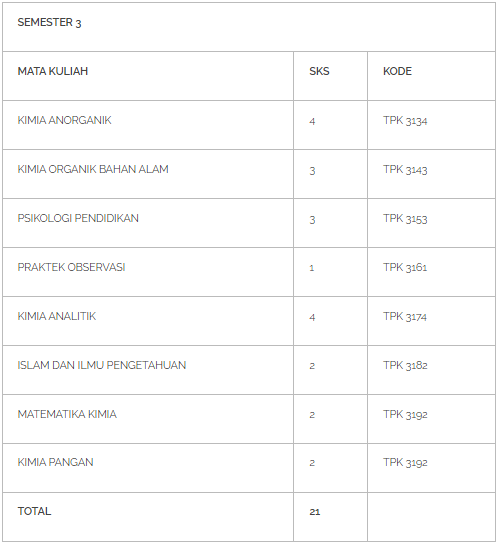 SEMESTER 3
MATA KULIAH SKS KODE
KIMIA ANORGANIK 4 TPK 3134
KIMIA ORGANIK BAHAN ALAM 3 TPK 3143
PSIKOLOGI PENDIDIKAN 3 TPK 3153
PRAKTEK OBSERVASI 1 TPK 3161
KIMIA ANALITIK 4 TPK 3174
ISLAM DAN ILMU PENGETAHUAN 2 TPK 3182
MATEMATIKA KIMIA 2 TPK 3192
KIMIA PANGAN 2 TPK 3192
TOTAL 21